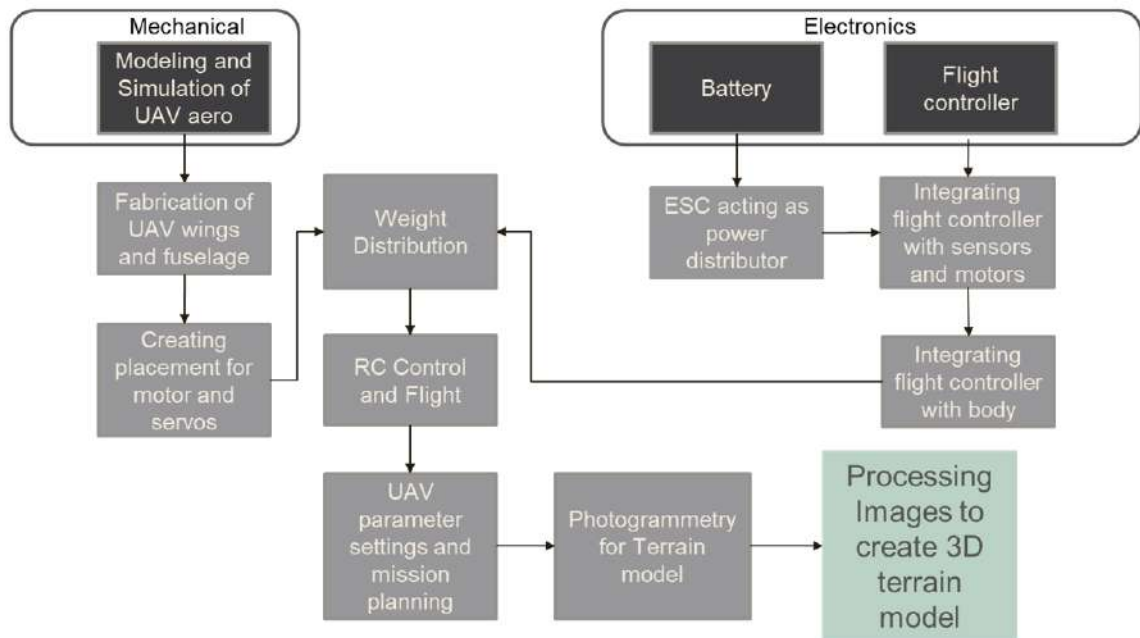 Mechanical
Modeling and
Simulation of
UAV aero
Electronics
Battery
Flight
controller
Fabrication of
UAV wings
and fuselage
Weight
Distribution
ESC acting as
power
distributor
Integrating
flight controller
with sensors
and motors
Creating
placement for
motor and
servos
RC Control
and Flight
Integrating
flight controller
with body
UAV
parameter
settings and
mission
planning
Photogrammetry
for Terrain
model
Processing
Images to
create 3D
terrain
model